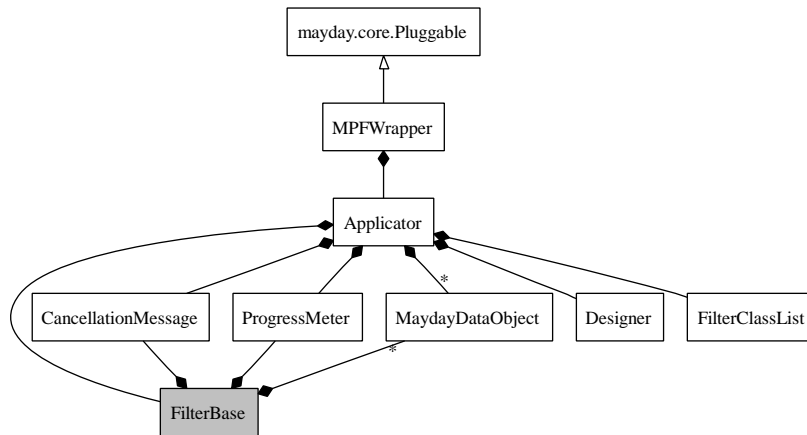 mayday.core.Pluggable
MPFWrapper
Applicator
*
CancellationMessage
ProgressMeter
MaydayDataObject
Designer
FilterClassList
*
FilterBase